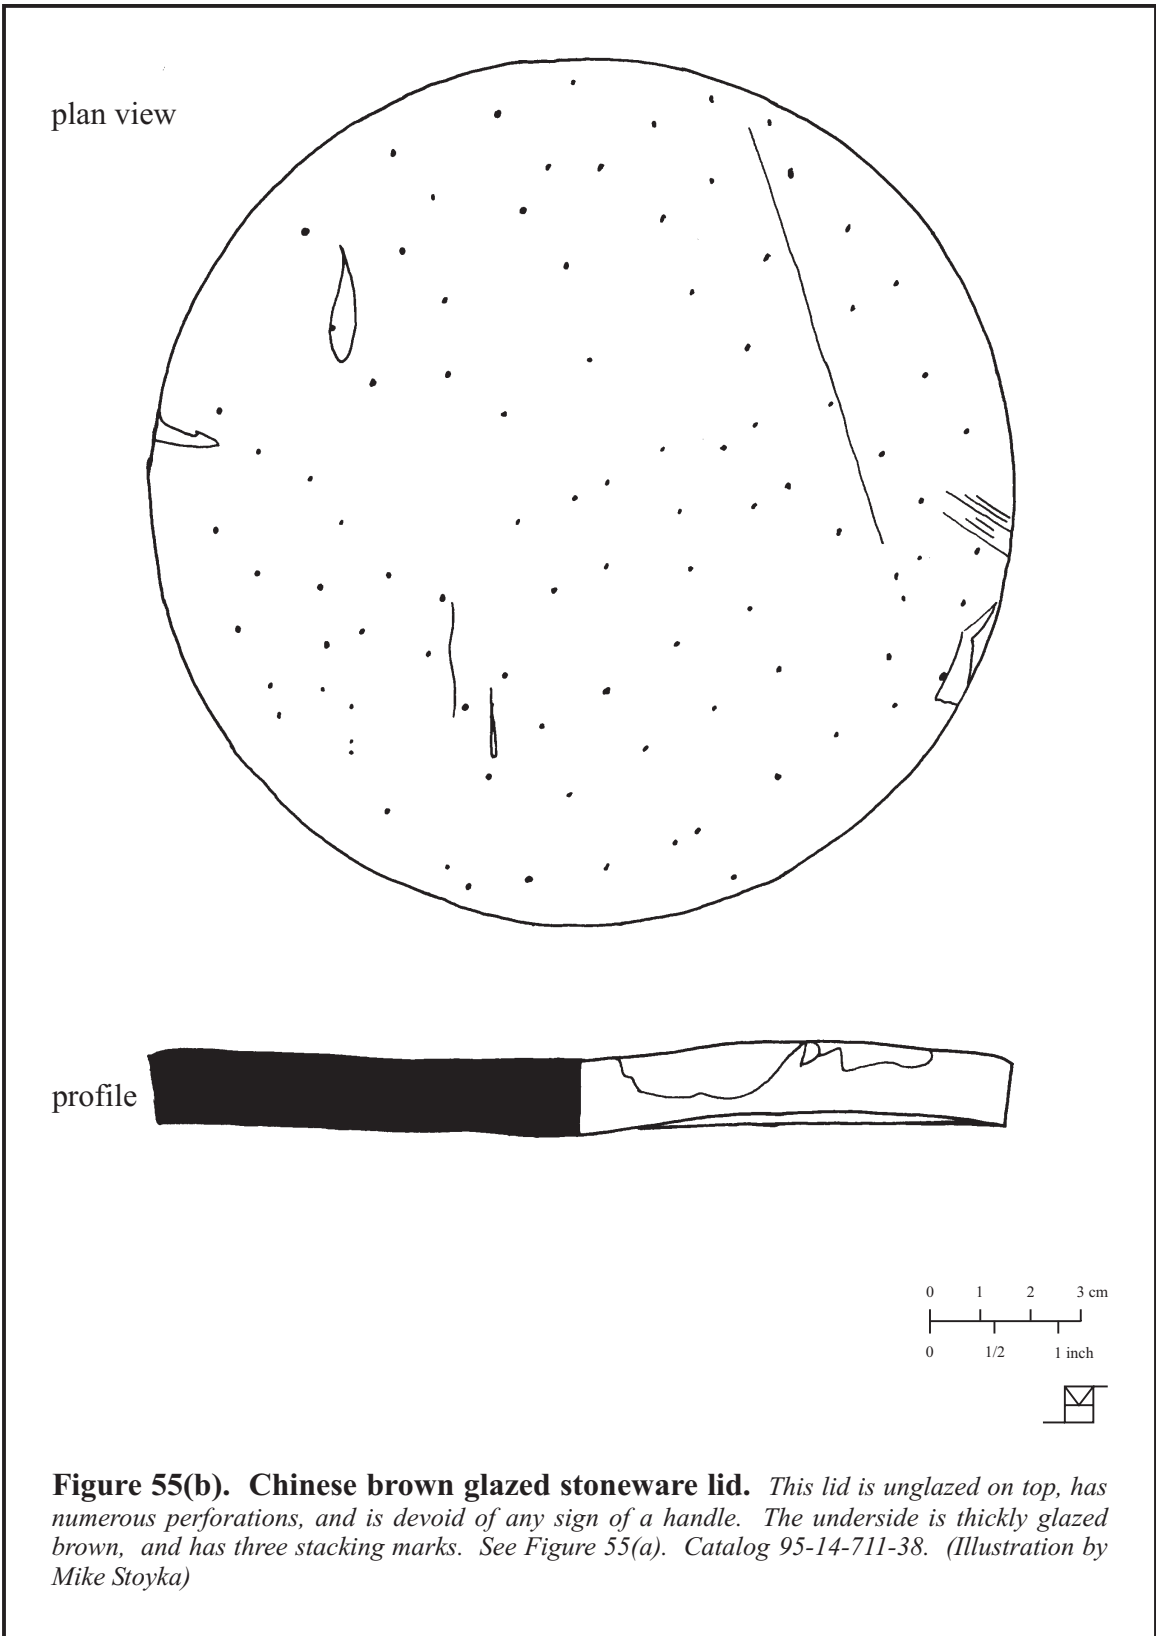 plan view
profile
0 1 2 3 cm
0 1/2 1 inch
Figure 55(b). Chinese brown glazed stoneware lid. This lid is unglazed on top, has
numerous perforations, and is devoid of any sign of a handle. The underside is thickly glazed
brown, and has three stacking marks. See Figure 55(a). Catalog 95-14-711-38. (Illustration by
Mike Stoyka)